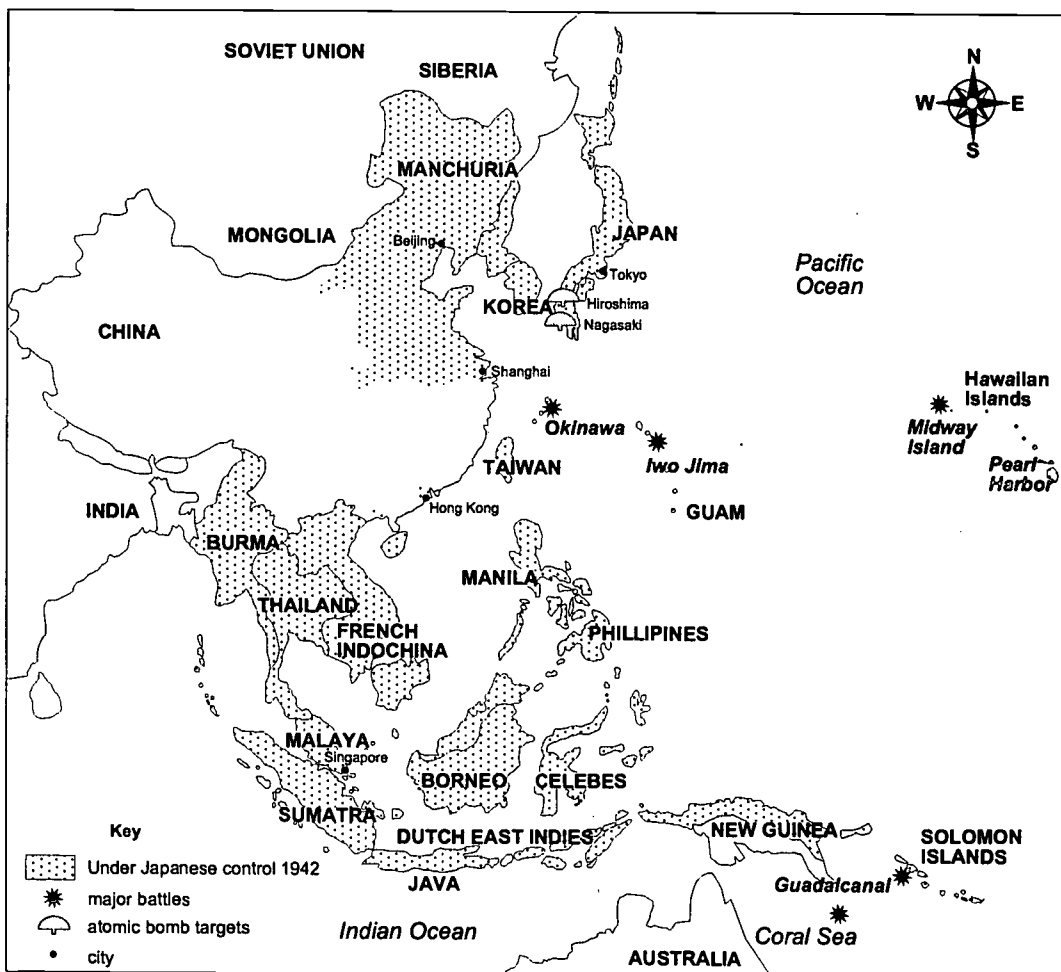 SOVIET UNION
SIBERIA
N
W
E
S
MANCHURIA
MONGOLIA
Beijing
JAPAN
Tokyo
Pacific
Ocean
KOREA
Hiroshima
Nagasaki
CHINA
Shanghai
Hawaiian
Islands
Midway
Island
Okinawa
Iwo Jima
Pearl
Harbor
TAIWAN
Hong Kong
GUAM
INDIA
BURMA
MANILA
THAILAND
FRENCH
INDOCHINA
PHILLIPINES
MALAYA
Singapore
BORNEO
CELEBES
SUMATRA
DUTCH EAST INDIES
NEW GUINEA
SOLOMON
ISLANDS
JAVA
Guadalcanal
Indian Ocean
Coral Sea
AUSTRALIA
Key
Under Japanese control 1942
major battles
atomic bomb targets
city